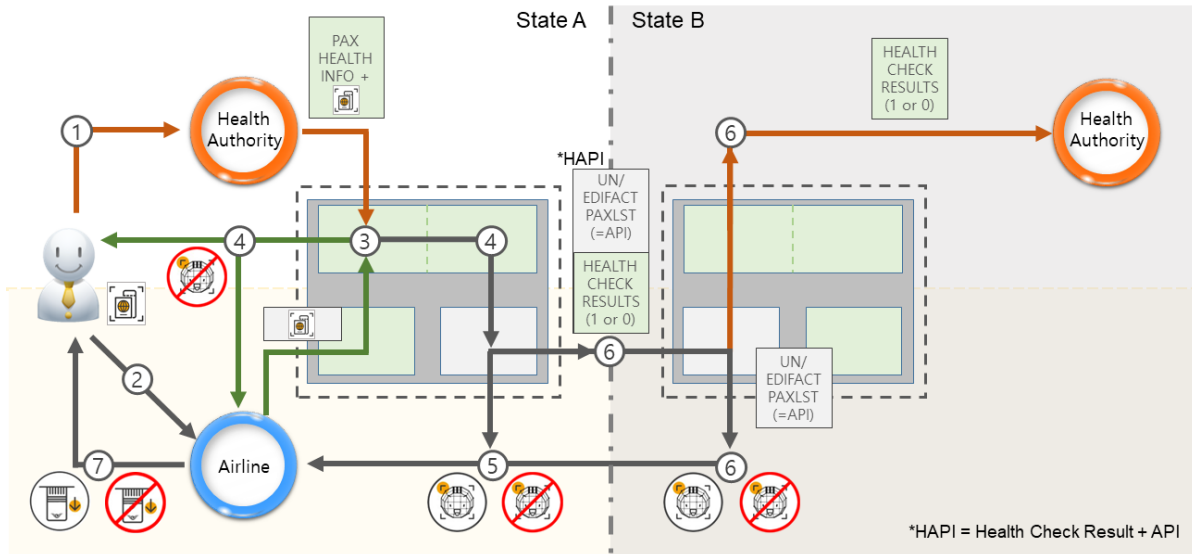 State A
State B
PAX
HEALTH
INFO +
HEALTH
CHECK
RESULTS
(1 or 0)
1
Health
Authority
6
Health
Authority
*HAPI
UN/
EDIFACT
PAXLST
(=API)
4
3
4
HEALTH
CHECK
RESULTS
(1 or 0)
6
UN/
EDIFACT
PAXLST
(=API)
2
7
Airline
5
6
*HAPI = Health Check Result + API